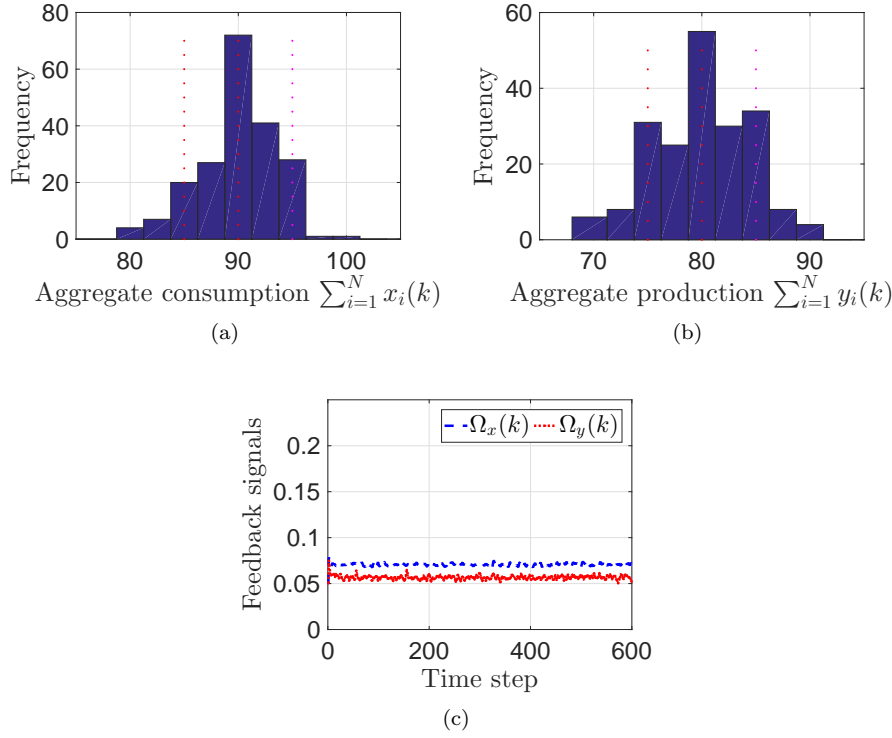 80
60
40
20
0
Frequency
80 90 100
Aggregate consumption $\sum_{i=1}^{N} x_i(k)$
(a)
60
40
20
0
Frequency
70 80 90
Aggregate production $\sum_{i=1}^{N} y_i(k)$
(b)
Ω_x(k) Ω_y(k)
0.2
0.15
0.1
0.05
0
Feedback signals
0 200 400 600
Time step
(c)